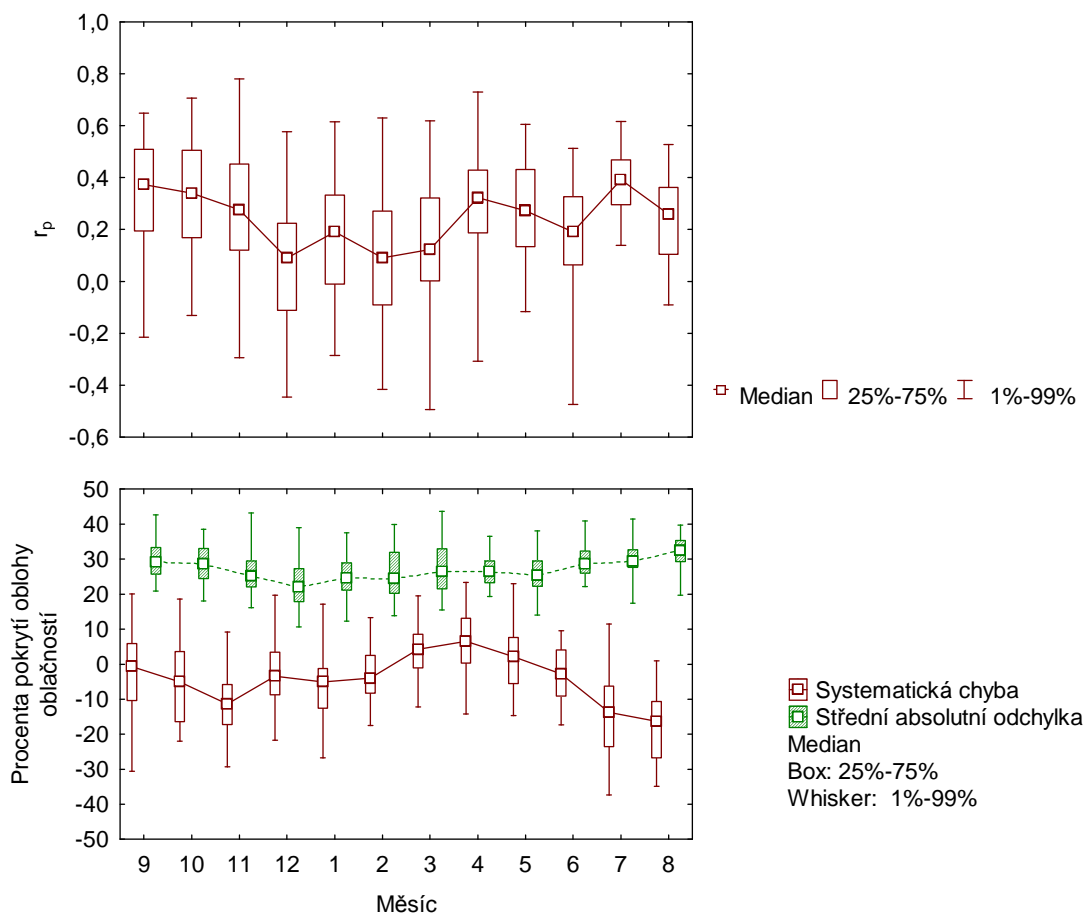 1,0
0,8
0,6
0,4
0,2
0,0
-0,2
-0,4
-0,6
r_p
Median 25%-75% 1%-99%
50
40
30
20
10
0
-10
-20
-30
-40
-50
Procenta pokrytí oblohy
oblačností
9 10 11 12 1 2 3 4 5 6 7 8
Měsíc
Systematická chyba
Střední absolutní odchylka
Median
Box: 25%-75%
Whisker: 1%-99%